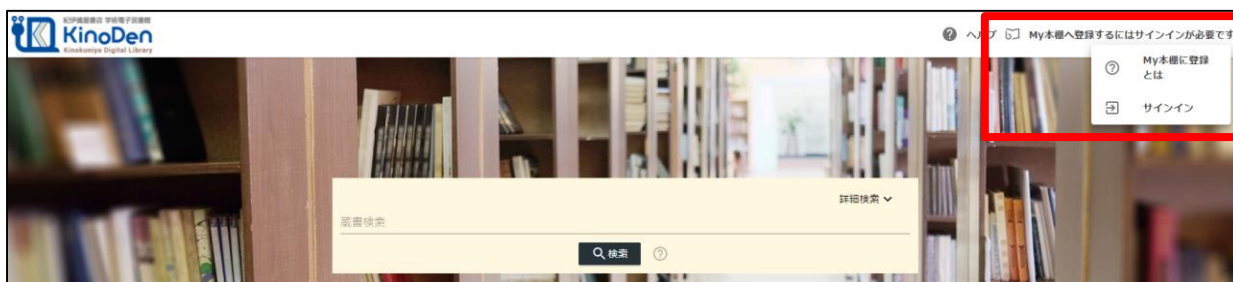 紀伊國屋書店 学術電子図書館
KinoDen
Kinokuniya Digital Library
ヘルプ
My本棚へ登録するにはサインインが必要です
My本棚に登録
とは
サインイン
詳細検索
蔵書検索
検索